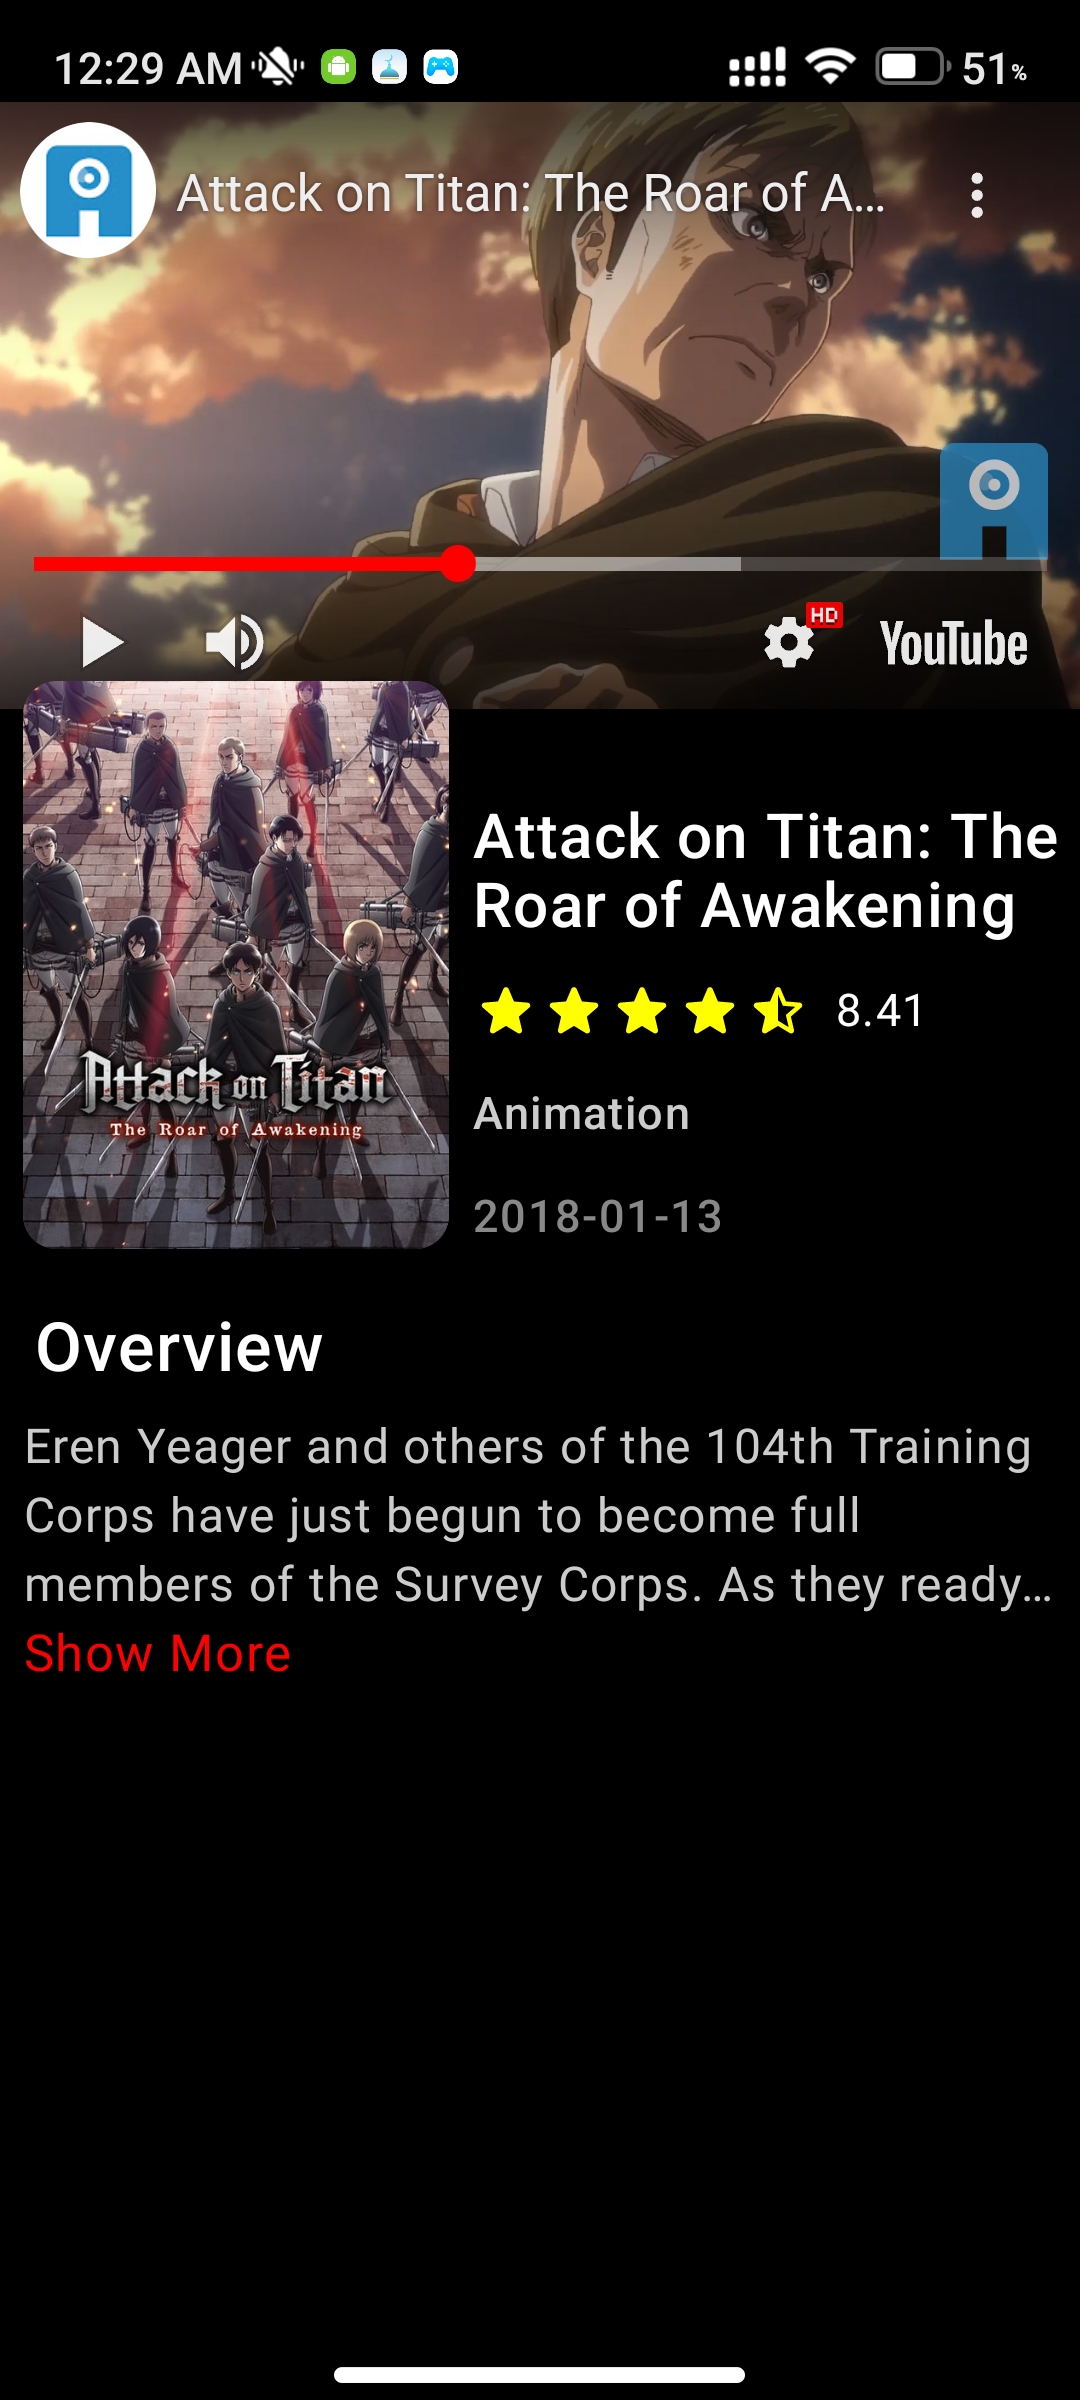 12:29 AM
51%
Attack on Titan: The Roar of A...
HD
YouTube
Attack on Titan
The Roar of Awakening
Attack on Titan: The
Roar of Awakening
8.41
Animation
2018-01-13
Overview
Eren Yeager and others of the 104th Training
Corps have just begun to become full
members of the Survey Corps. As they ready...
Show More